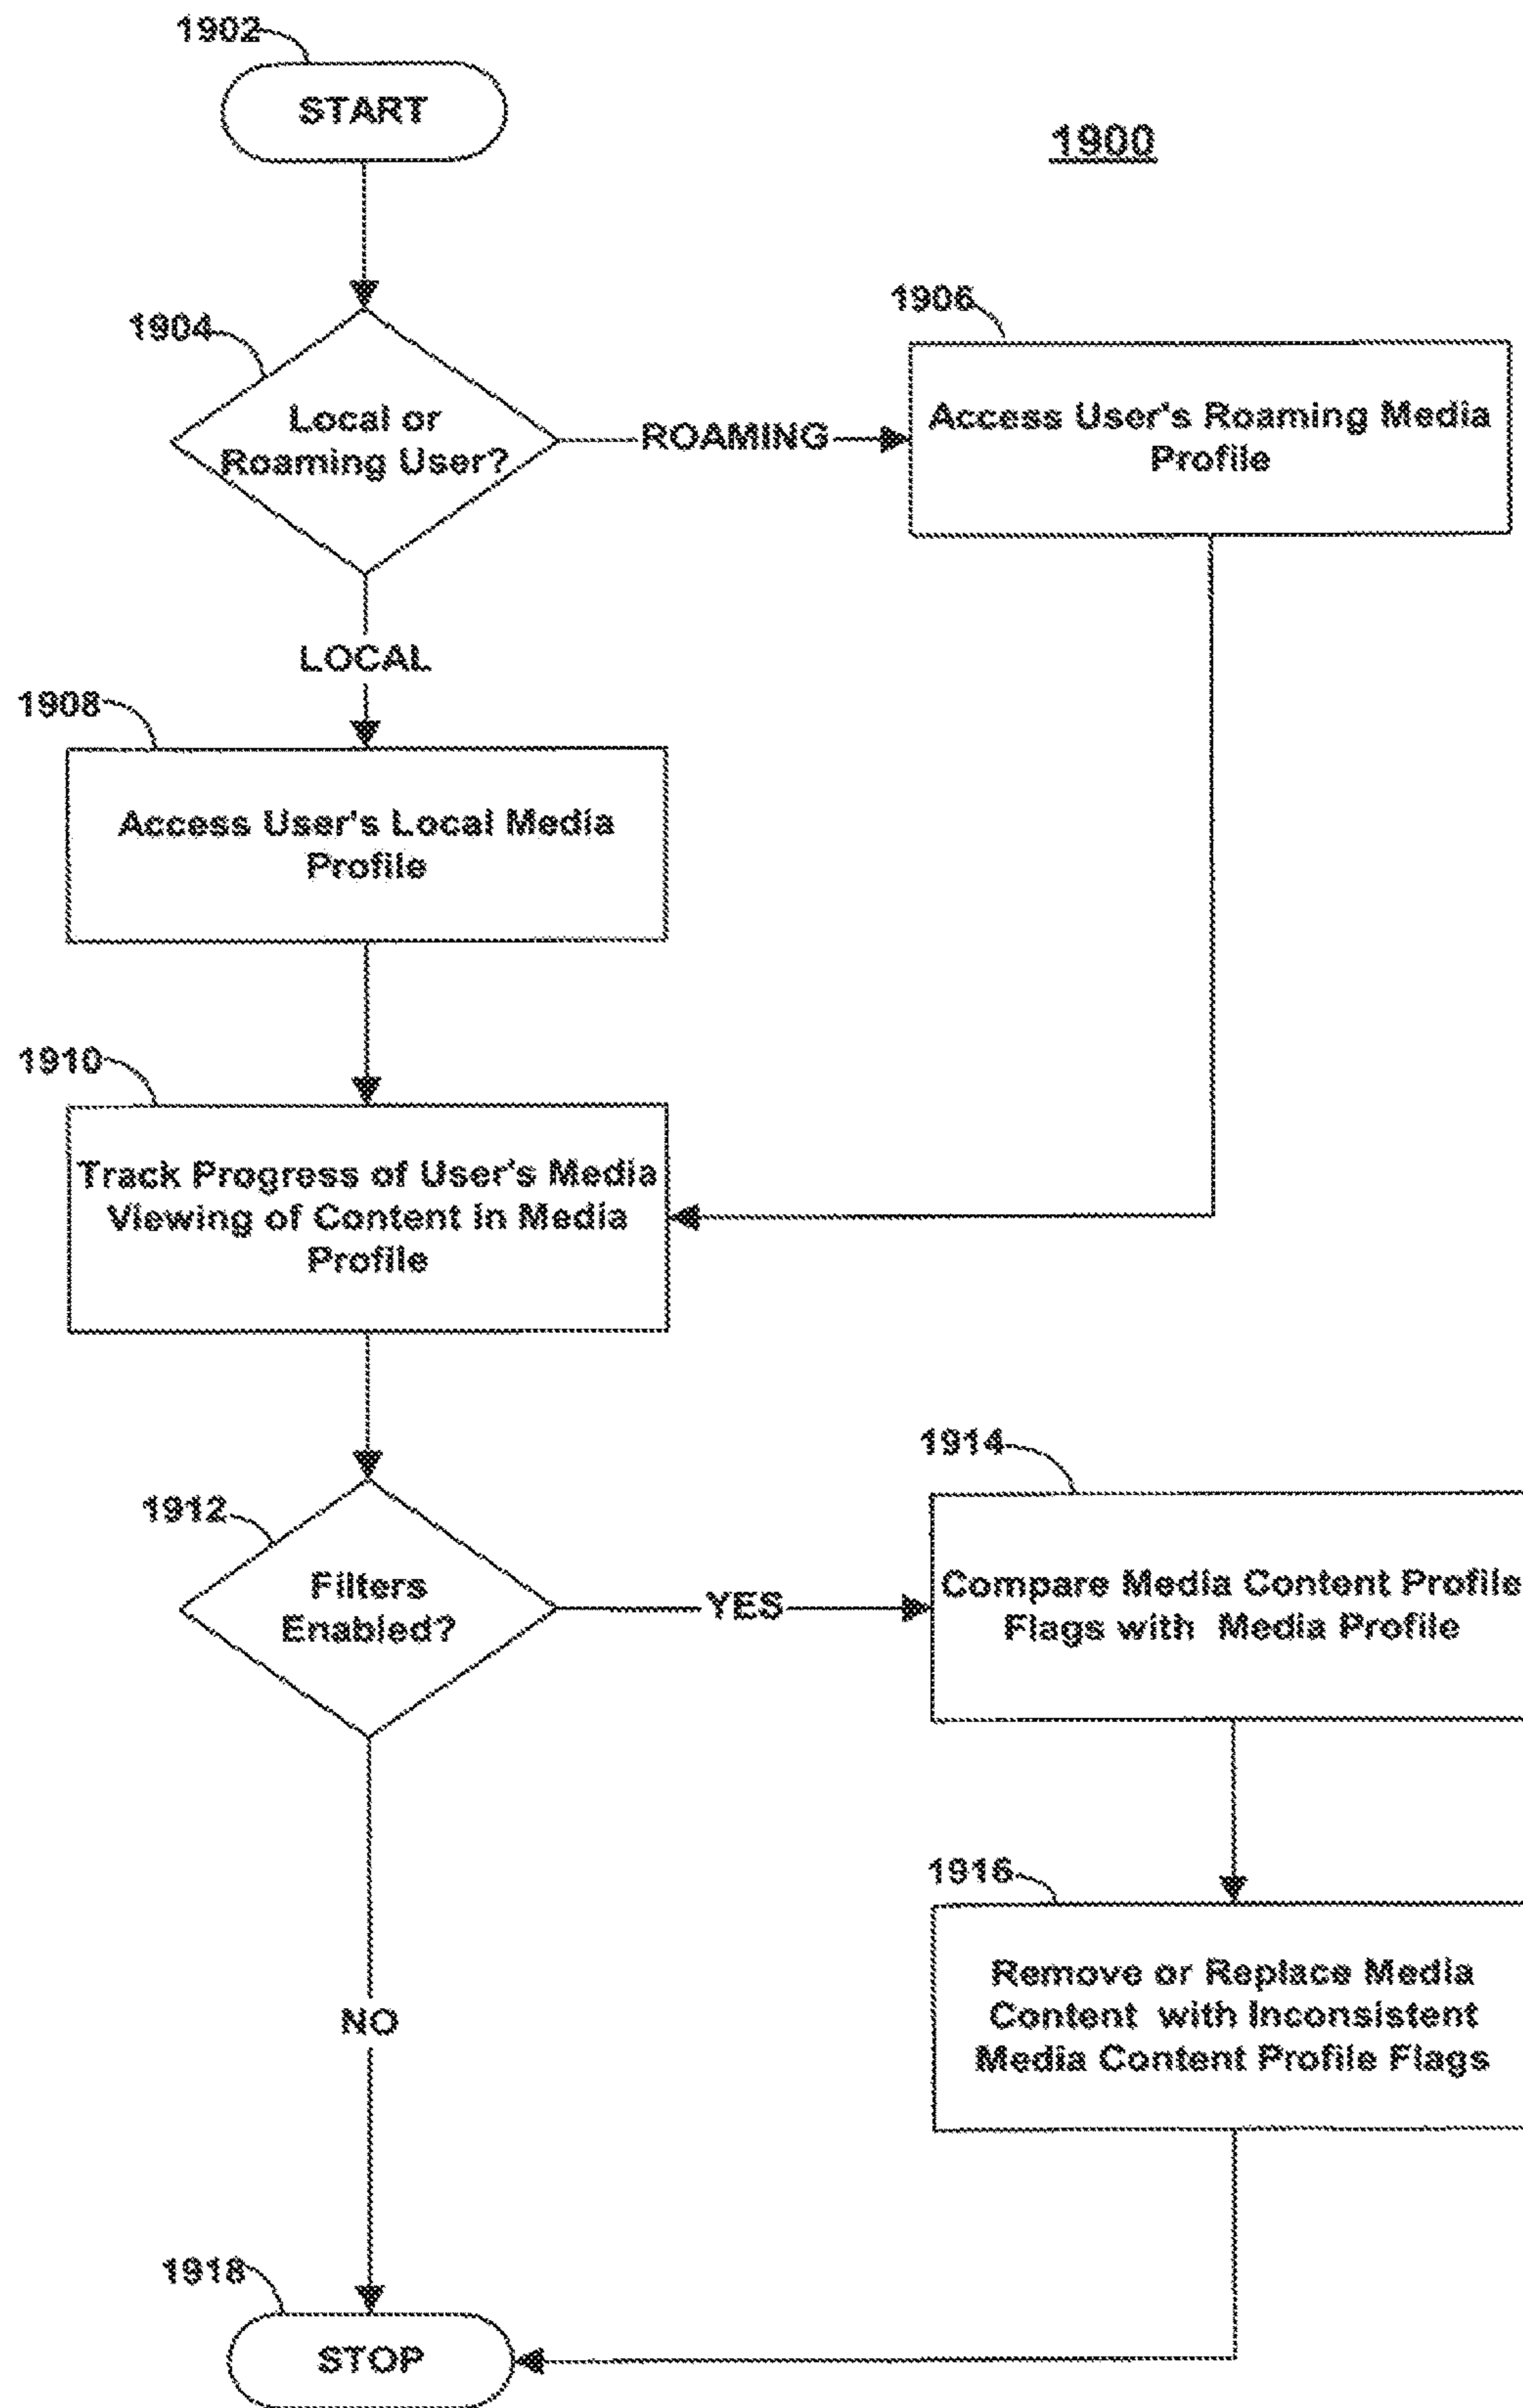 1902
START
1900
1904
Local or
Roaming User?
ROAMING
1906
Access User's Roaming Media
Profile
LOCAL
1908
Access User's Local Media
Profile
1910
Track Progress of User's Media
Viewing of Content in Media
Profile
1912
Filters
Enabled?
YES
1914
Compare Media Content Profile
Flags with Media Profile
1916
Remove or Replace Media
Content with Inconsistent
Media Content Profile Flags
NO
1918
STOP